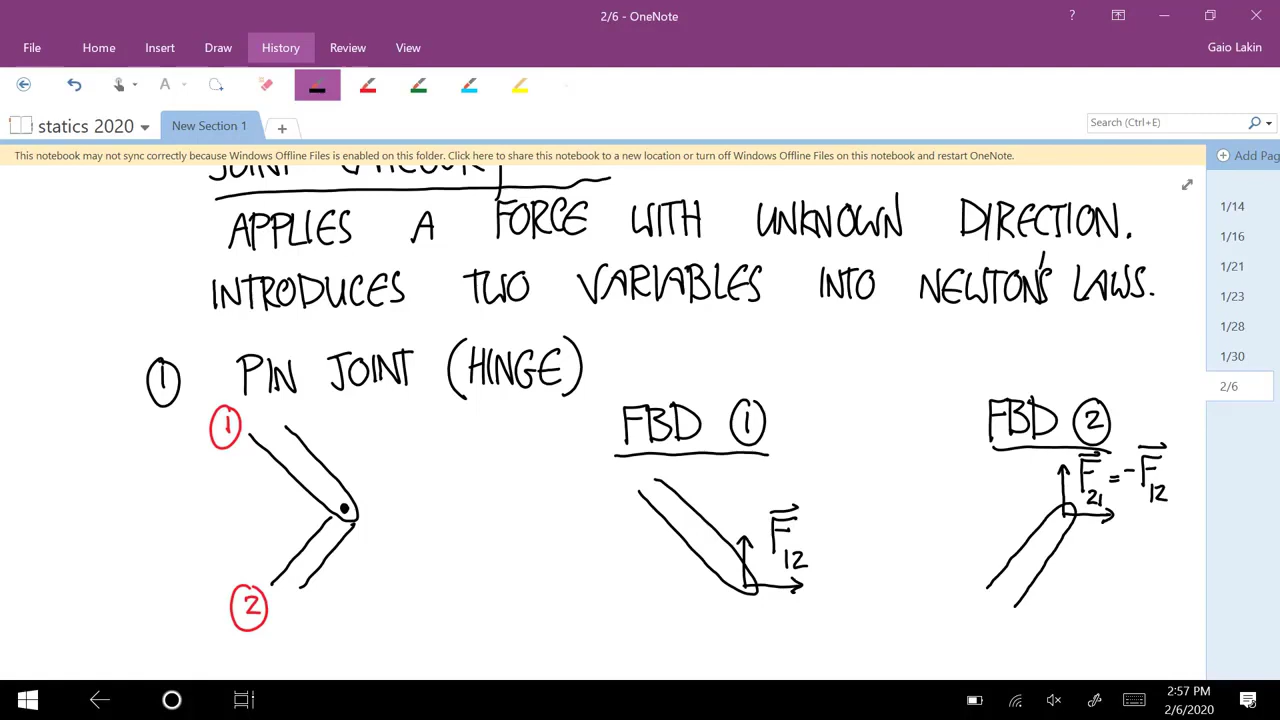 2/6 - OneNote
?
File Home Insert Draw History Review View
Gaio Lakin
A
statics 2020
New Section 1
Search (Ctrl+E)
This notebook may not sync correctly because Windows Offline Files is enabled on this folder. Click here to share this notebook to a new location or turn off Windows Offline Files on this notebook and restart OneNote.
Add Pag
1/14
1/16
1/21
1/23
1/28
1/30
2/6
JOINT
APPLIES A FORCE WITH UNKNOWN DIRECTION.
INTRODUCES TWO VARIABLES INTO NEWTON'S LAWS.
① PIN JOINT (HINGE)
①
②
FBD ①
F⃗₁₂
FBD ②
F⃗₂₁ = -F⃗₁₂
2:57 PM
2/6/2020